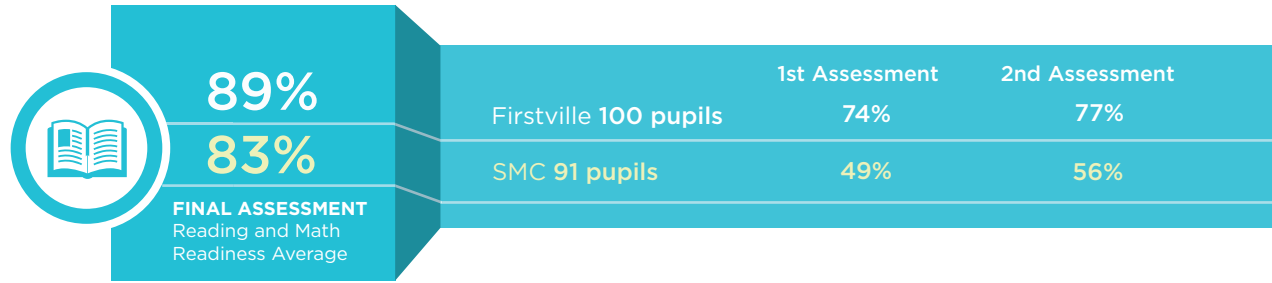 89%
83%
FINAL ASSESSMENT
Reading and Math
Readiness Average
1st Assessment 2nd Assessment
Firstville 100 pupils 74% 77%
SMC 91 pupils 49% 56%